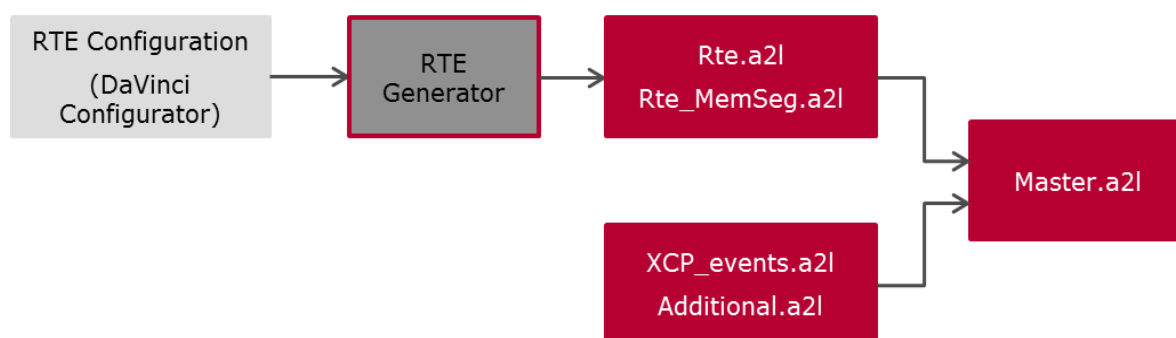 RTE Configuration
(DaVinci
Configurator)
RTE
Generator
Rte.a2l
Rte_MemSeg.a2l
Master.a2l
XCP_events.a2l
Additional.a2l